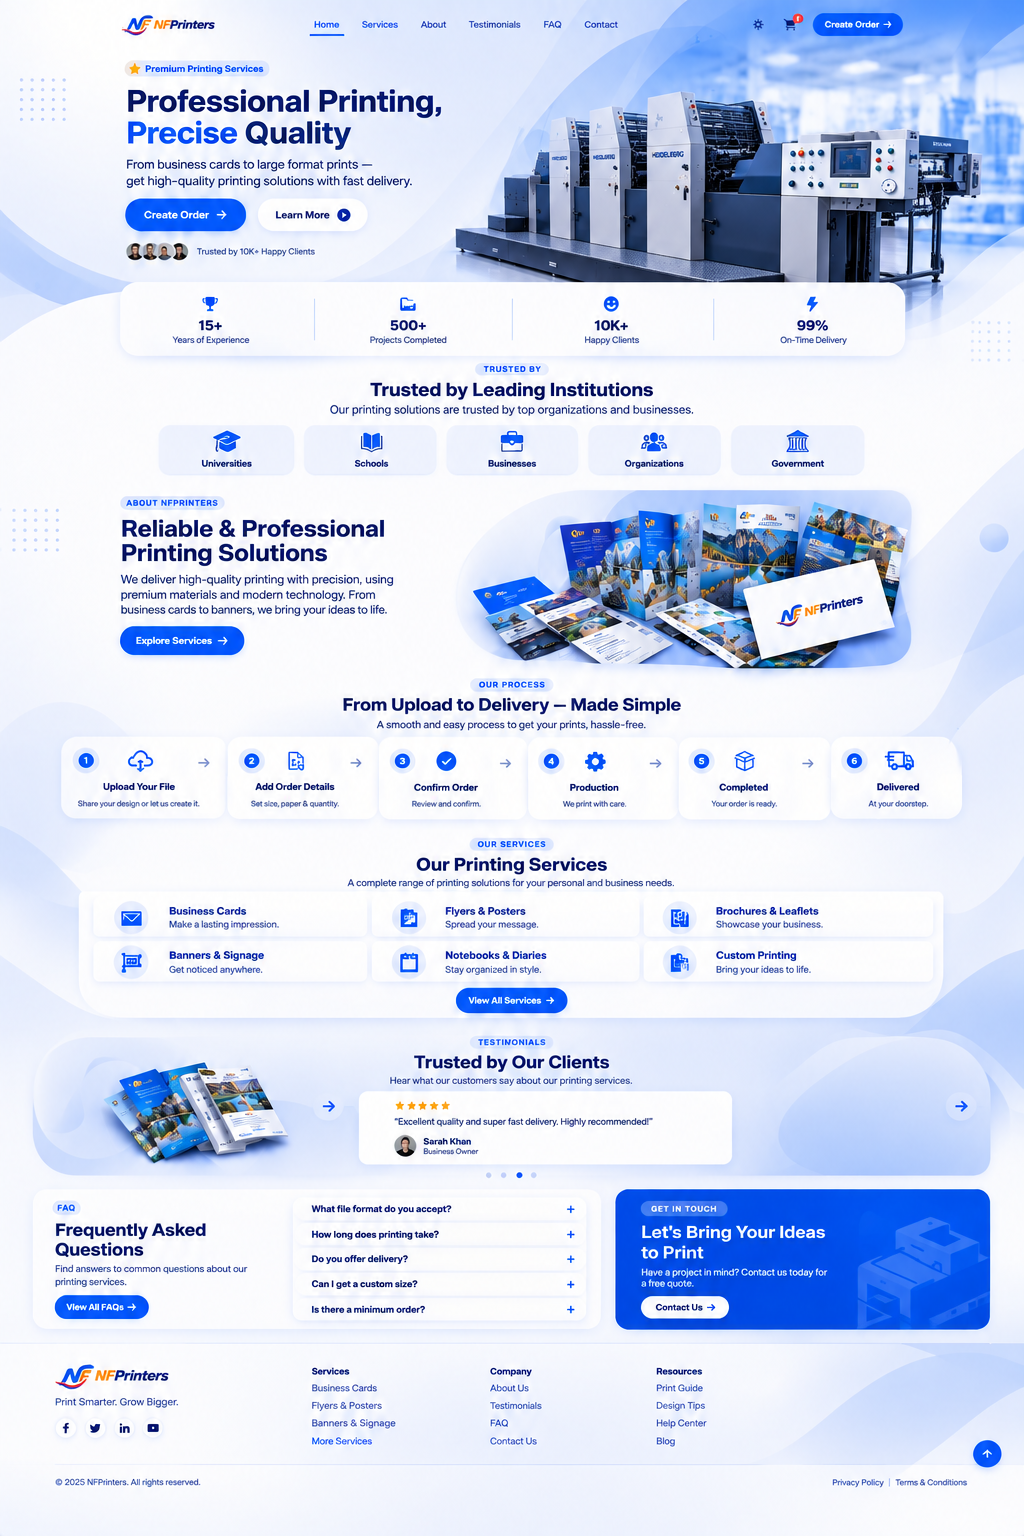 NF NFPrinters
Home
Services
About
Testimonials
FAQ
Contact
Create Order
Premium Printing Services
Professional Printing,
Precise Quality
From business cards to large format prints —
get high-quality printing solutions with fast delivery.
Create Order
Learn More
Trusted by 10K+ Happy Clients
15+
Years of Experience
500+
Projects Completed
10K+
Happy Clients
99%
On-Time Delivery
TRUSTED BY
Trusted by Leading Institutions
Our printing solutions are trusted by top organizations and businesses.
Universities
Schools
Businesses
Organizations
Government
ABOUT NFPRINTERS
Reliable & Professional
Printing Solutions
We deliver high-quality printing with precision, using
premium materials and modern technology. From
business cards to banners, we bring your ideas to life.
Explore Services
NF NFPrinters
OUR PROCESS
From Upload to Delivery — Made Simple
A smooth and easy process to get your prints, hassle-free.
1
Upload Your File
Share your design or let us create it.
2
Add Order Details
Set size, paper & quantity.
3
Confirm Order
Review and confirm.
4
Production
We print with care.
5
Completed
Your order is ready.
6
Delivered
At your doorstep.
OUR SERVICES
Our Printing Services
A complete range of printing solutions for your personal and business needs.
Business Cards
Make a lasting impression.
Flyers & Posters
Spread your message.
Brochures & Leaflets
Showcase your business.
Banners & Signage
Get noticed anywhere.
Notebooks & Diaries
Stay organized in style.
Custom Printing
Bring your ideas to life.
View All Services
TESTIMONIALS
Trusted by Our Clients
Hear what our customers say about our printing services.
"Excellent quality and super fast delivery. Highly recommended!"
Sarah Khan
Business Owner
FAQ
Frequently Asked
Questions
Find answers to common questions about our
printing services.
View All FAQs
What file format do you accept?
How long does printing take?
Do you offer delivery?
Can I get a custom size?
Is there a minimum order?
GET IN TOUCH
Let's Bring Your Ideas
to Print
Have a project in mind? Contact us today for
a free quote.
Contact Us
NF NFPrinters
Print Smarter. Grow Bigger.
Services
Business Cards
Flyers & Posters
Banners & Signage
More Services
Company
About Us
Testimonials
FAQ
Contact Us
Resources
Print Guide
Design Tips
Help Center
Blog
© 2025 NFPrinters. All rights reserved.
Privacy Policy | Terms & Conditions